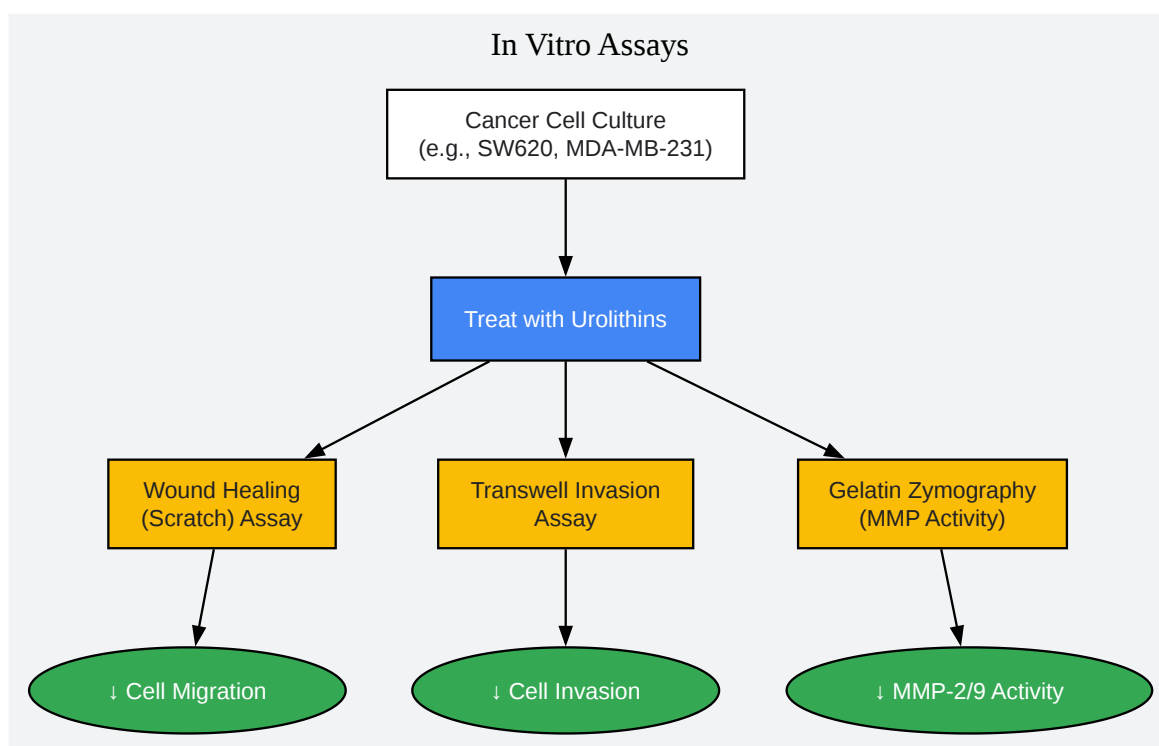 In Vitro Assays
Cancer Cell Culture
(e.g., SW620, MDA-MB-231)
Treat with Urolithins
Wound Healing
(Scratch) Assay
Transwell Invasion
Assay
Gelatin Zymography
(MMP Activity)
↓ Cell Migration
↓ Cell Invasion
↓ MMP-2/9 Activity